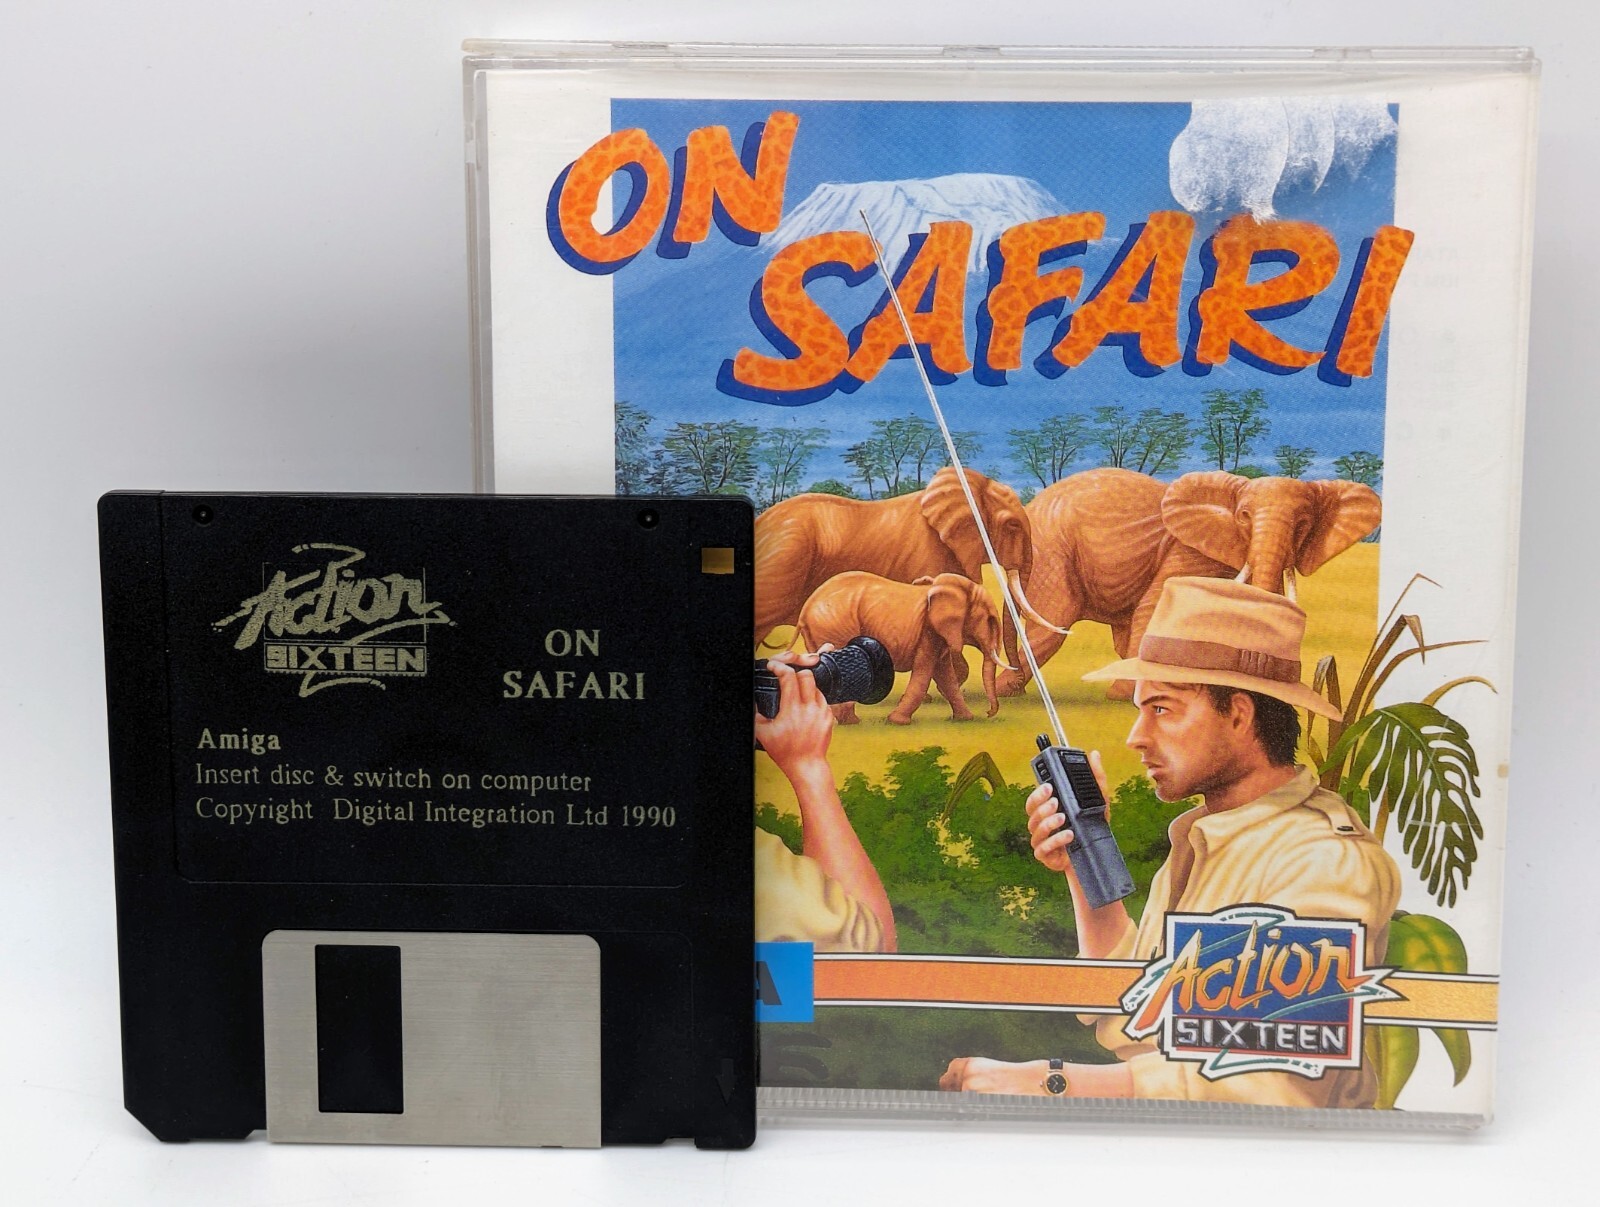 ON
SAFARI
Action
SIXTEEN
ON
SAFARI
Amiga
Insert disc & switch on computer
Copyright Digital Integration Ltd 1990
A
Action
SIXTEEN